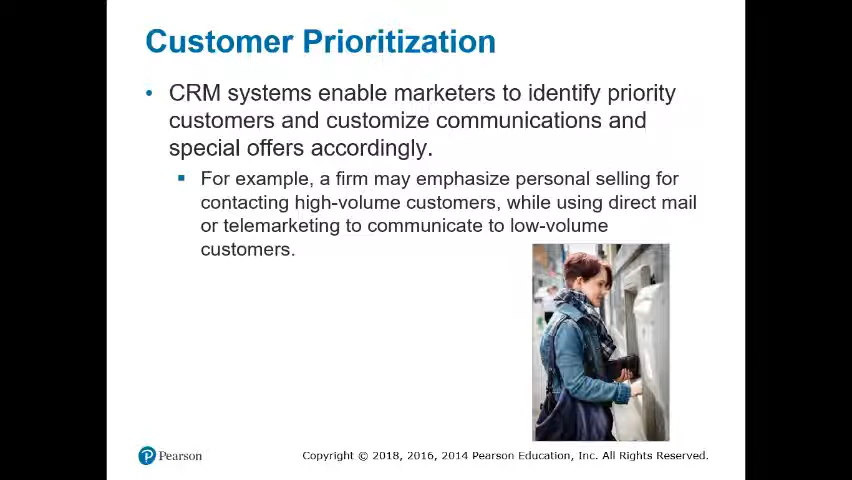 Customer Prioritization
• CRM systems enable marketers to identify priority
customers and customize communications and
special offers accordingly.
▪ For example, a firm may emphasize personal selling for
contacting high-volume customers, while using direct mail
or telemarketing to communicate to low-volume
customers.
P Pearson
Copyright © 2018, 2016, 2014 Pearson Education, Inc. All Rights Reserved.